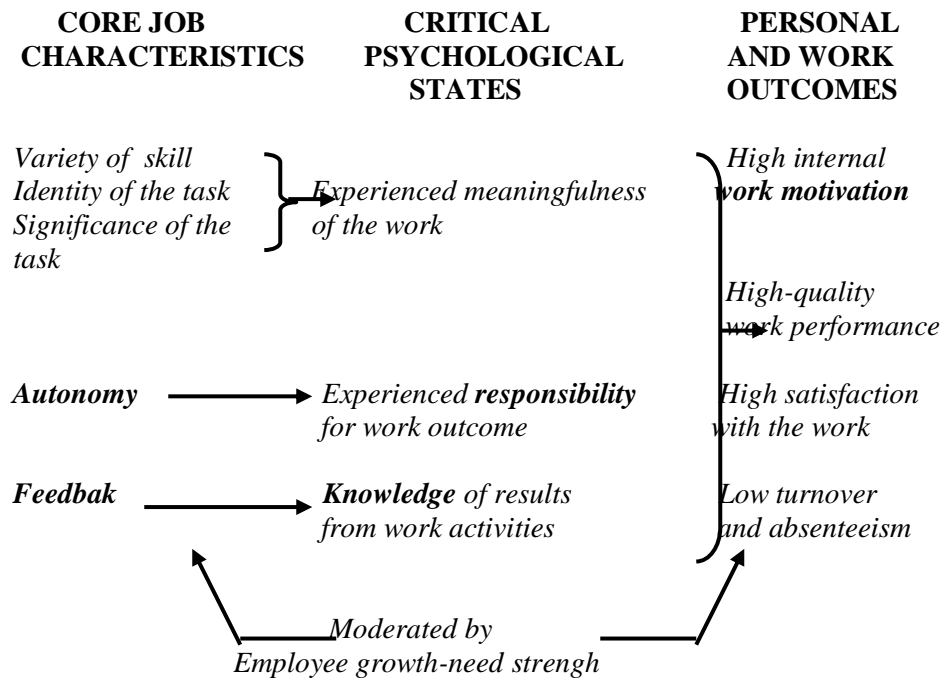 CORE JOB
CHARACTERISTICS
CRITICAL
PSYCHOLOGICAL
STATES
PERSONAL
AND WORK
OUTCOMES
Variety of skill
Identity of the task
Significance of the
task
Experienced meaningfulness
of the work
High internal
work motivation
High-quality
work performance
Autonomy
Experienced responsibility
for work outcome
High satisfaction
with the work
Feedbak
Knowledge of results
from work activities
Low turnover
and absenteeism
Moderated by
Employee growth-need strengh